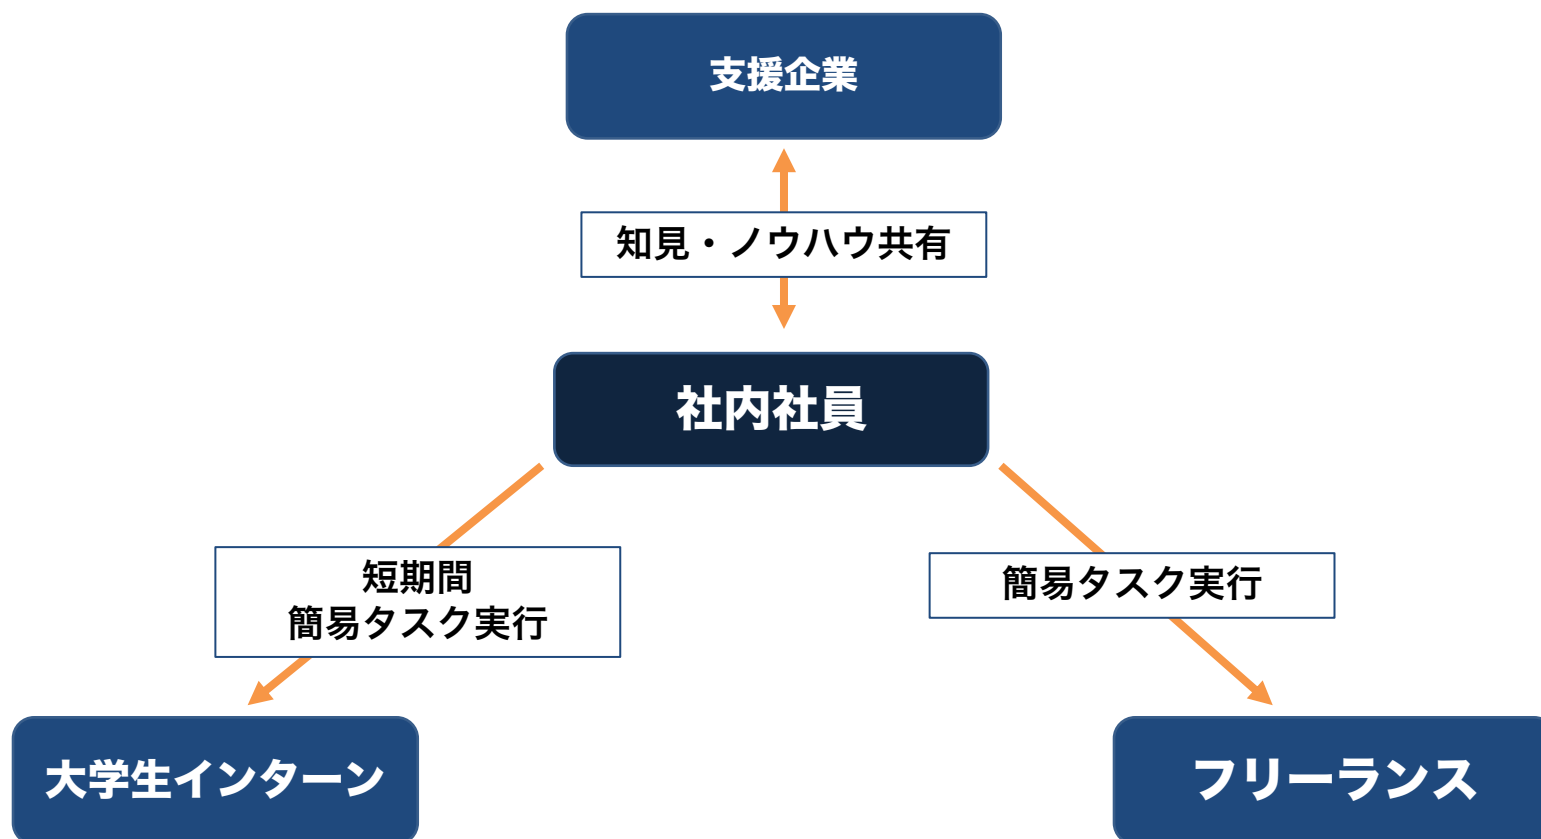 支援企業
知見・ノウハウ共有
社内社員
短期間
簡易タスク実行
簡易タスク実行
大学生インターン
フリーランス